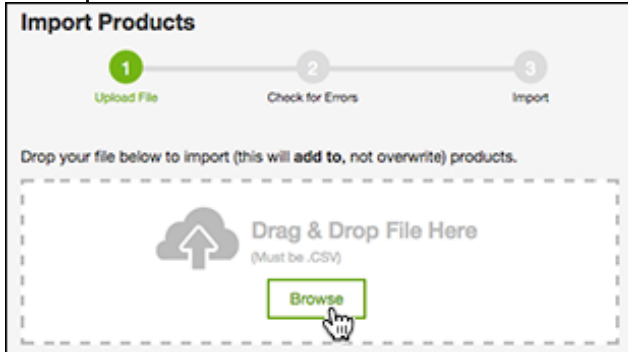 Import Products
1 2 3
Upload File Check for Errors Import
Drop your file below to import (this will add to, not overwrite) products.
Drag & Drop File Here
(Must be .CSV)
Browse